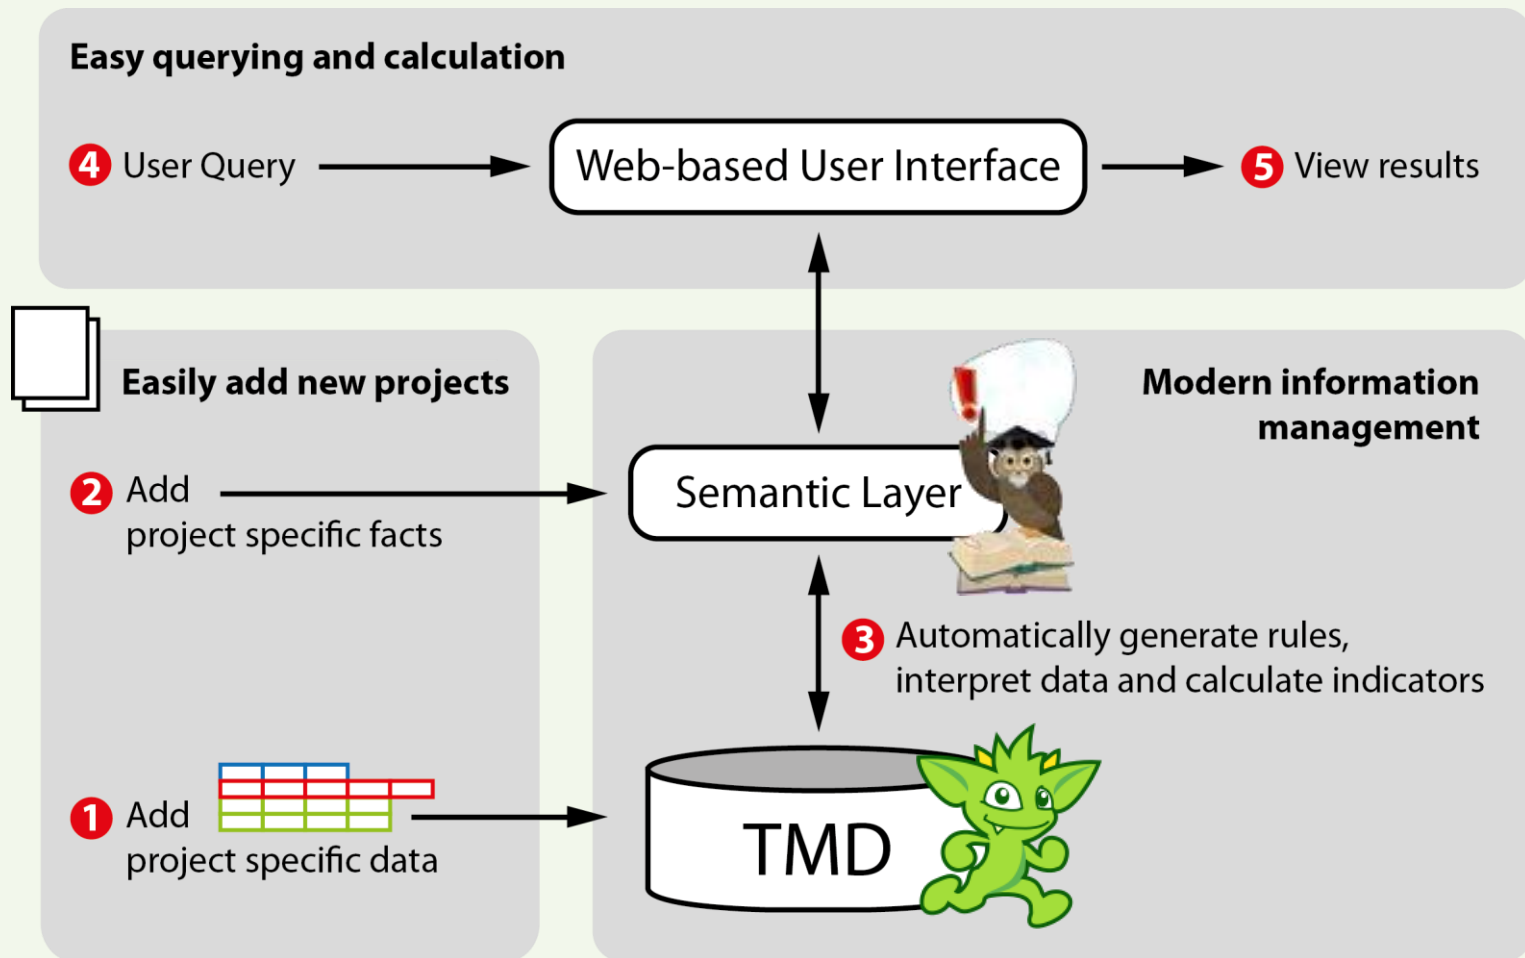 Easy querying and calculation
4 User Query
Web-based User Interface
5 View results
Easily add new projects
Modern information
management
2 Add
project specific facts
Semantic Layer
!
3 Automatically generate rules,
interpret data and calculate indicators
1 Add
project specific data
TMD